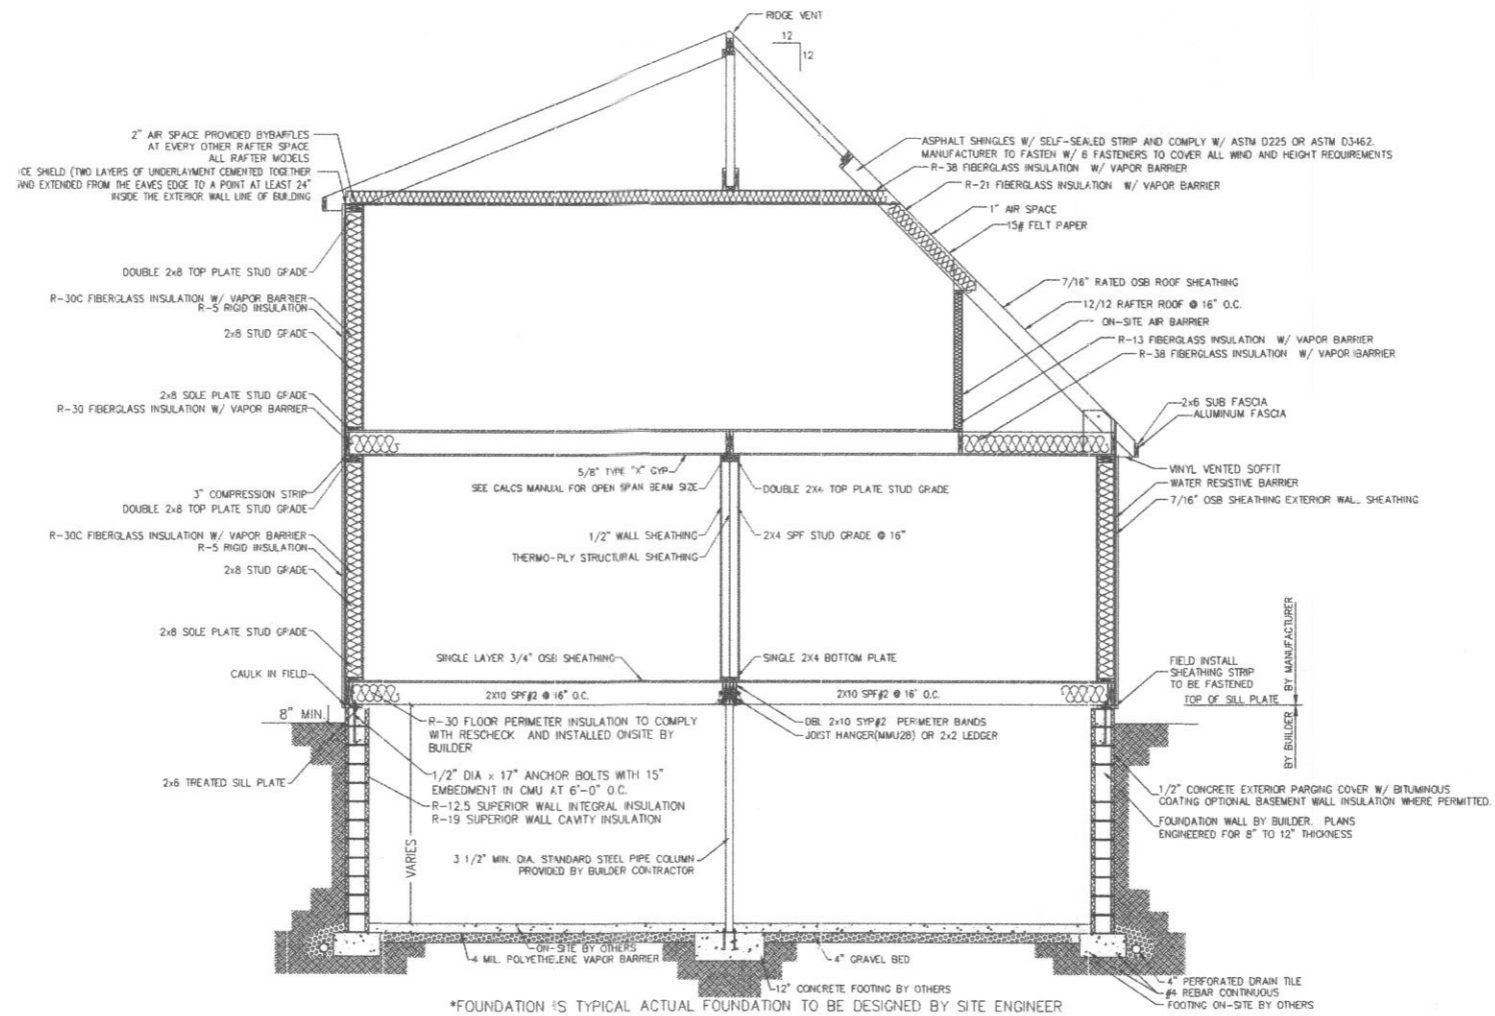 RIDGE VENT
12
12
2" AIR SPACE PROVIDED BYBAFFLES
AT EVERY OTHER RAFTER SPACE
ALL RAFTER MODELS
ICE SHIELD (TWO LAYERS OF UNDERLAYMENT CEMENTED TOGETHER
AND EXTENDED FROM THE EAVES EDGE TO A POINT AT LEAST 24"
INSIDE THE EXTERIOR WALL LINE OF BUILDING
ASPHALT SHINGLES W/ SELF-SEALED STRIP AND COMPLY W/ ASTM D225 OR ASTM D3462.
MANUFACTURER TO FASTEN W/ 6 FASTENERS TO COVER ALL WIND AND HEIGHT REQUIREMENTS
R-38 FIBERGLASS INSULATION W/ VAPOR BARRIER
R-21 FIBERGLASS INSULATION W/ VAPOR BARRIER
1" AIR SPACE
15# FELT PAPER
DOUBLE 2x8 TOP PLATE STUD GRADE
R-30C FIBERGLASS INSULATION W/ VAPOR BARRIER
R-5 RIGID INSULATION
2x8 STUD GRADE
7/16" RATED OSB ROOF SHEATHING
12/12 RAFTER ROOF @ 16" O.C.
ON-SITE AIR BARRIER
R-13 FIBERGLASS INSULATION W/ VAPOR BARRIER
R-38 FIBERGLASS INSULATION W/ VAPOR BARRIER
2x8 SOLE PLATE STUD GRADE
R-30 FIBERGLASS INSULATION W/ VAPOR BARRIER
2x6 SUB FASCIA
ALUMINUM FASCIA
5/8" TYPE "X" GYP
SEE CALCS MANUAL FOR OPEN SPAN BEAM SIZE
DOUBLE 2X4 TOP PLATE STUD GRADE
VINYL VENTED SOFFIT
WATER RESISTIVE BARRIER
7/16" OSB SHEATHING EXTERIOR WALL SHEATHING
3" COMPRESSION STRIP
DOUBLE 2x8 TOP PLATE STUD GRADE
R-30C FIBERGLASS INSULATION W/ VAPOR BARRIER
R-5 RIGID INSULATION
2x8 STUD GRADE
1/2" WALL SHEATHING
THERMO-PLY STRUCTURAL SHEATHING
2X4 SPF STUD GRADE @ 16"
2x8 SOLE PLATE STUD GRADE
CAULK IN FIELD
SINGLE LAYER 3/4" OSB SHEATHING
SINGLE 2X4 BOTTOM PLATE
FIELD INSTALL
SHEATHING STRIP
TO BE FASTENED
TOP OF SILL PLATE
BY MANUFACTURER
BY BUILDER
2X10 SPF#2 @ 16" O.C.
2X10 SPF#2 @ 16" O.C.
8" MIN.
R-30 FLOOR PERIMETER INSULATION TO COMPLY
WITH RESCHECK AND INSTALLED ONSITE BY
BUILDER
DBL 2x10 SYP#2 PERIMETER BANDS
JOIST HANGER(MMU28) OR 2x2 LEDGER
2x6 TREATED SILL PLATE
1/2" DIA x 17" ANCHOR BOLTS WITH 15"
EMBEDMENT IN CMU AT 6'-0" O.C.
R-12.5 SUPERIOR WALL INTEGRAL INSULATION
R-19 SUPERIOR WALL CAVITY INSULATION
1/2" CONCRETE EXTERIOR PARGING COVER W/ BITUMINOUS
COATING OPTIONAL BASEMENT WALL INSULATION WHERE PERMITTED.
FOUNDATION WALL BY BUILDER. PLANS
ENGINEERED FOR 8" TO 12" THICKNESS
VARIES
3 1/2" MIN. DIA. STANDARD STEEL PIPE COLUMN
PROVIDED BY BUILDER CONTRACTOR
ON-SITE BY OTHERS
4 MIL. POLYETHELENE VAPOR BARRIER
4" GRAVEL BED
12" CONCRETE FOOTING BY OTHERS
4" PERFORATED DRAIN TILE
#4 REBAR CONTINUOUS
FOOTING ON-SITE BY OTHERS
*FOUNDATION IS TYPICAL ACTUAL FOUNDATION TO BE DESIGNED BY SITE ENGINEER